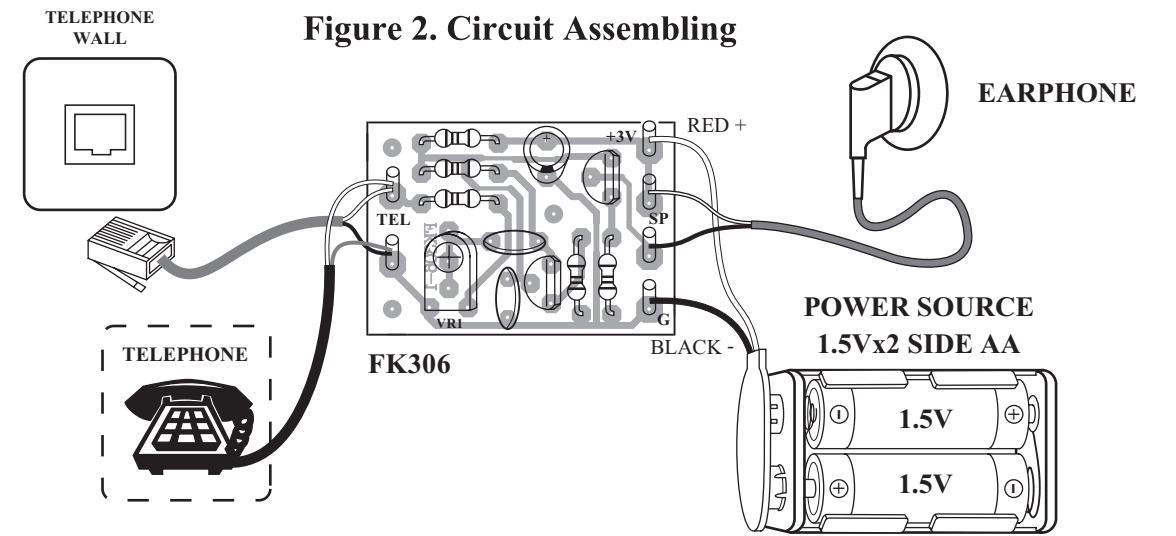 Figure 2. Circuit Assembling
TELEPHONE
WALL
EARPHONE
+3V
RED +
TEL
SP
VR1
G
BLACK -
FK306
TELEPHONE
POWER SOURCE
1.5Vx2 SIDE AA
1.5V
1.5V